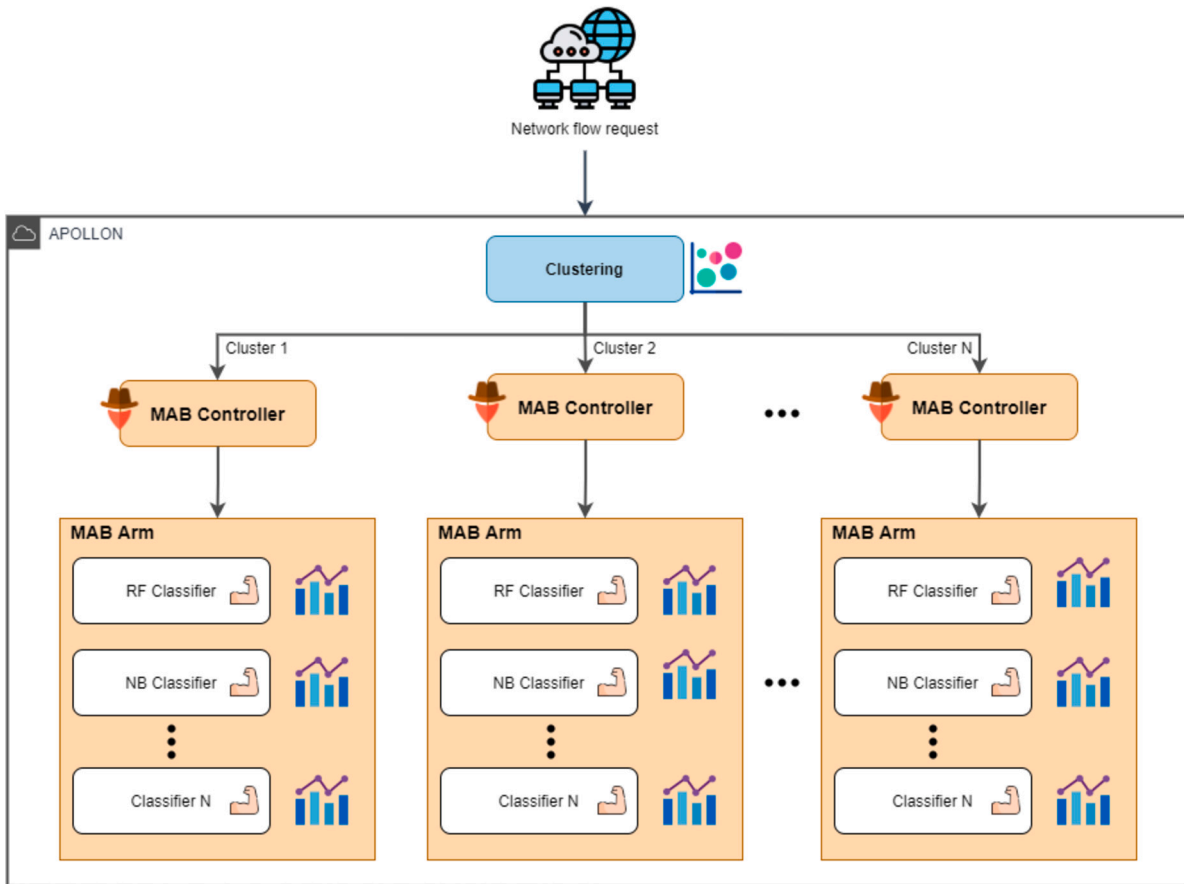 Network flow request
APOLLON
Clustering
Cluster 1
Cluster 2
Cluster N
MAB Controller
MAB Controller
MAB Controller
MAB Arm
RF Classifier
NB Classifier
Classifier N
MAB Arm
RF Classifier
NB Classifier
Classifier N
MAB Arm
RF Classifier
NB Classifier
Classifier N